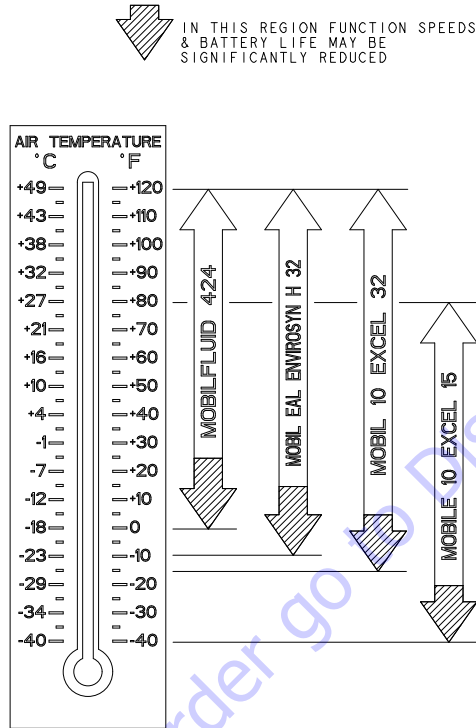 IN THIS REGION FUNCTION SPEEDS
& BATTERY LIFE MAY BE
SIGNIFICANTLY REDUCED
AIR TEMPERATURE
°C °F
+49 +120
+43 +110
+38 +100
+32 +90
+27 +80
+21 +70
+16 +60
+10 +50
+4 +40
-1 +30
-7 +20
-12 +10
-18 0
-23 -10
-29 -20
-34 -30
-40 -40
MOBILFLUID 424
MOBIL EAL ENVIROSYN H 32
MOBIL 10 EXCEL 32
MOBILE 10 EXCEL 15
order go to